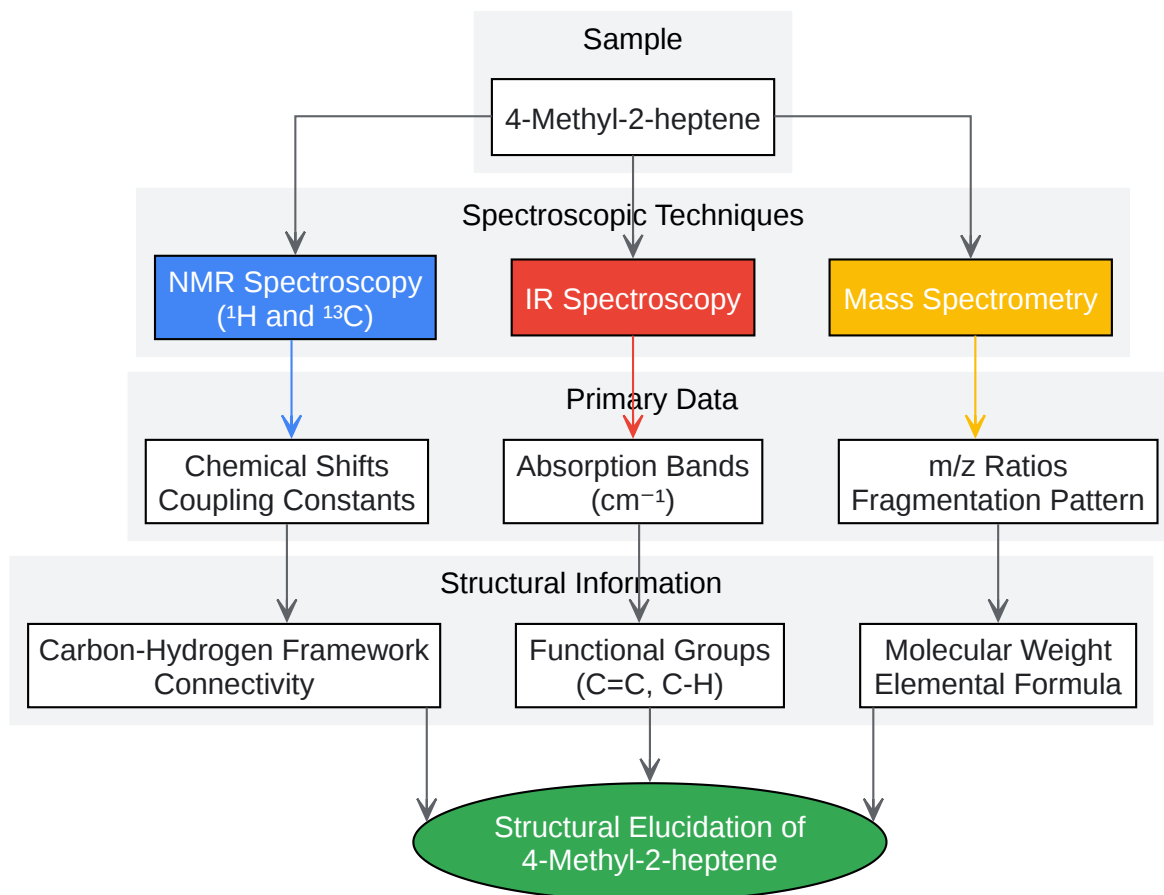 Sample
4-Methyl-2-heptene
Spectroscopic Techniques
NMR Spectroscopy
(¹H and ¹³C)
IR Spectroscopy
Mass Spectrometry
Primary Data
Chemical Shifts
Coupling Constants
Absorption Bands
(cm⁻¹)
m/z Ratios
Fragmentation Pattern
Structural Information
Carbon-Hydrogen Framework
Connectivity
Functional Groups
(C=C, C-H)
Molecular Weight
Elemental Formula
Structural Elucidation of
4-Methyl-2-heptene